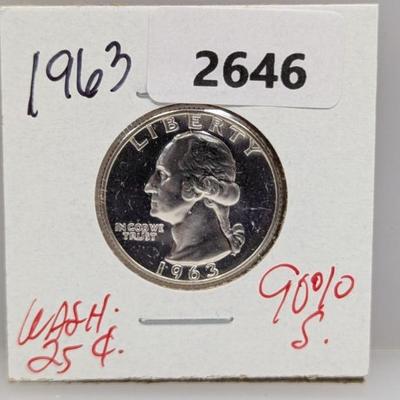 1963
2646
LIBERTY
IN GOD WE
TRUST
1963
WASH.
25¢.
90%
S.